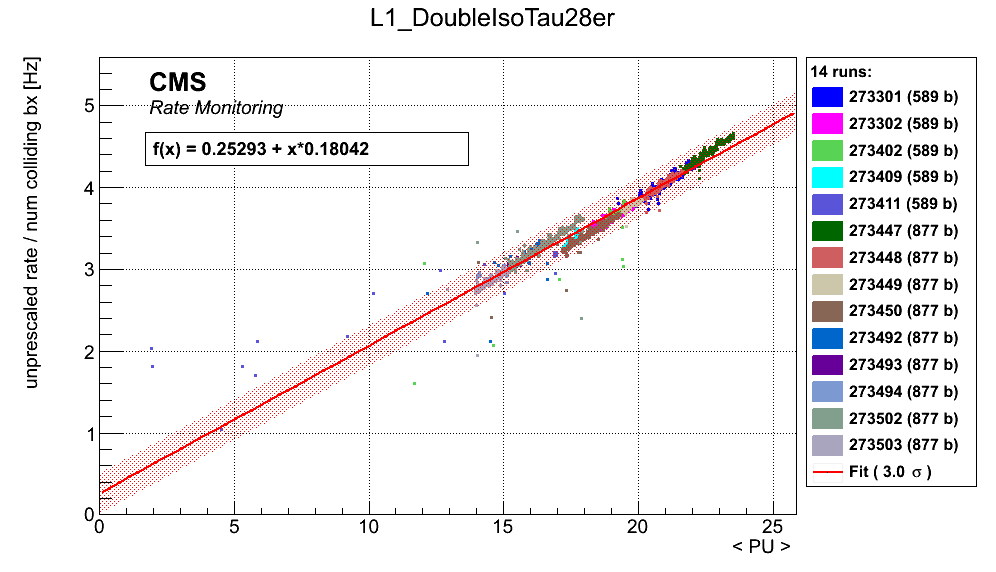 L1_DoubleIsoTau28er
unprescaled rate / num colliding bx [Hz]
CMS
Rate Monitoring
f(x) = 0.25293 + x*0.18042
5
4
3
2
1
0
0 5 10 15 20 25
< PU >
14 runs:
273301 (589 b)
273302 (589 b)
273402 (589 b)
273409 (589 b)
273411 (589 b)
273447 (877 b)
273448 (877 b)
273449 (877 b)
273450 (877 b)
273492 (877 b)
273493 (877 b)
273494 (877 b)
273502 (877 b)
273503 (877 b)
Fit ( 3.0 σ )